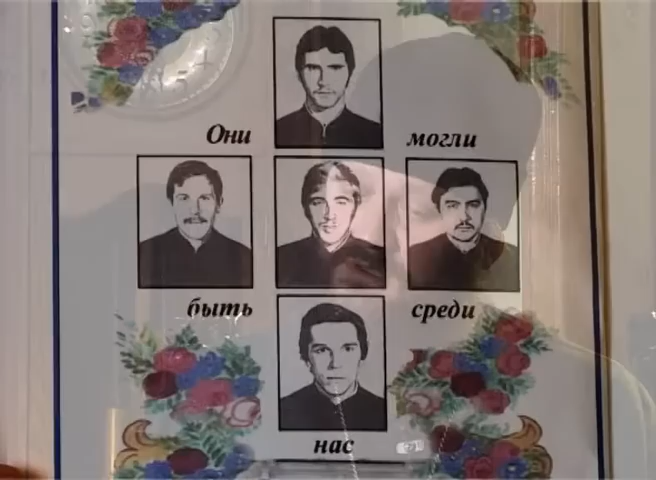 Они могли
быть среди
нас